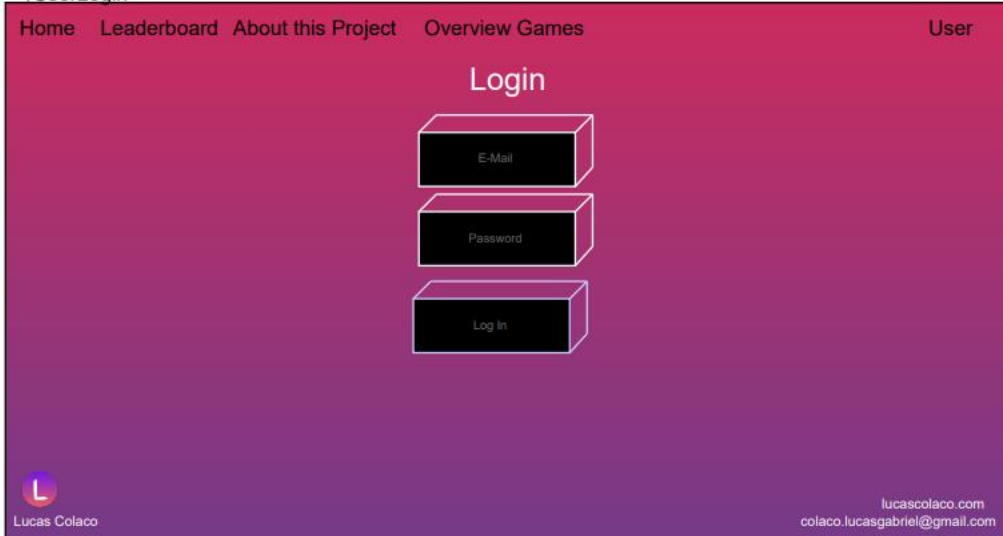 Home Leaderboard About this Project Overview Games User
Login
E-Mail
Password
Log In
L
Lucas Colaco
lucascolaco.com
colaco.lucasgabriel@gmail.com